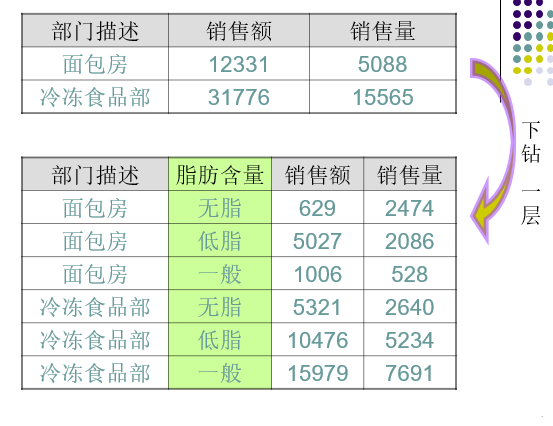 部门描述 销售额 销售量
面包房 12331 5088
冷冻食品部 31776 15565
下钻一层
部门描述 脂肪含量 销售额 销售量
面包房 无脂 629 2474
面包房 低脂 5027 2086
面包房 一般 1006 528
冷冻食品部 无脂 5321 2640
冷冻食品部 低脂 10476 5234
冷冻食品部 一般 15979 7691